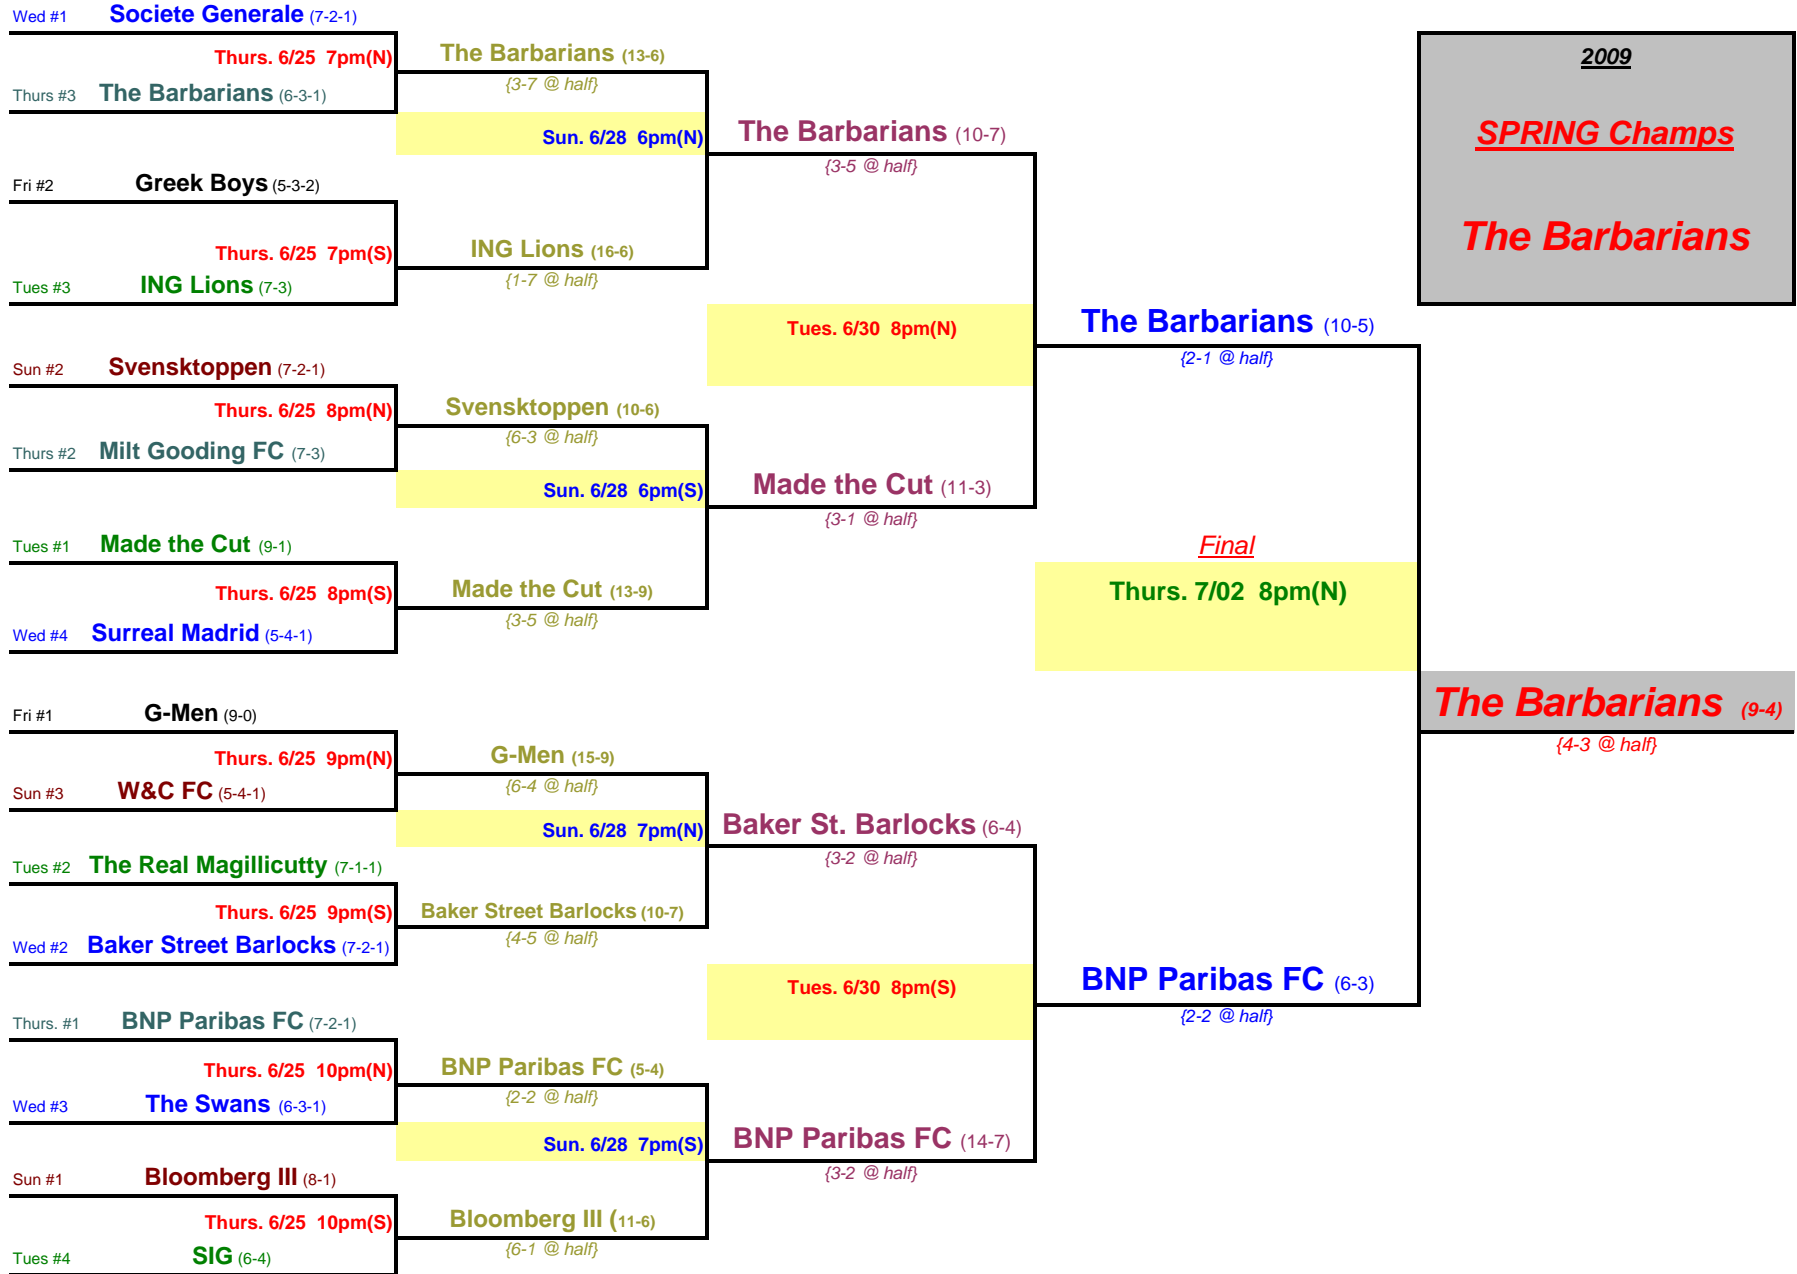 Wed #1 Societe Generale (7-2-1)
Thurs. 6/25 7pm(N)
Thurs #3 The Barbarians (6-3-1)
Fri #2 Greek Boys (5-3-2)
Thurs. 6/25 7pm(S)
Tues #3 ING Lions (7-3)
Sun #2 Svensktoppen (7-2-1)
Thurs. 6/25 8pm(N)
Thurs #2 Milt Gooding FC (7-3)
Tues #1 Made the Cut (9-1)
Thurs. 6/25 8pm(S)
Wed #4 Surreal Madrid (5-4-1)
Fri #1 G-Men (9-0)
Thurs. 6/25 9pm(N)
Sun #3 W&C FC (5-4-1)
Tues #2 The Real Magillicutty (7-1-1)
Thurs. 6/25 9pm(S)
Wed #2 Baker Street Barlocks (7-2-1)
Thurs. #1 BNP Paribas FC (7-2-1)
Thurs. 6/25 10pm(N)
Wed #3 The Swans (6-3-1)
Sun #1 Bloomberg III (8-1)
Thurs. 6/25 10pm(S)
Tues #4 SIG (6-4)
The Barbarians (13-6)
{3-7 @ half}
Sun. 6/28 6pm(N)
ING Lions (16-6)
{1-7 @ half}
Svensktoppen (10-6)
{6-3 @ half}
Sun. 6/28 6pm(S)
Made the Cut (13-9)
{3-5 @ half}
G-Men (15-9)
{6-4 @ half}
Sun. 6/28 7pm(N)
Baker Street Barlocks (10-7)
{4-5 @ half}
BNP Paribas FC (5-4)
{2-2 @ half}
Sun. 6/28 7pm(S)
Bloomberg III (11-6)
{6-1 @ half}
The Barbarians (10-7)
{3-5 @ half}
Tues. 6/30 8pm(N)
Made the Cut (11-3)
{3-1 @ half}
Baker St. Barlocks (6-4)
{3-2 @ half}
Tues. 6/30 8pm(S)
BNP Paribas FC (14-7)
{3-2 @ half}
The Barbarians (10-5)
{2-1 @ half}
Final
Thurs. 7/02 8pm(N)
BNP Paribas FC (6-3)
{2-2 @ half}
2009
SPRING Champs
The Barbarians
The Barbarians (9-4)
{4-3 @ half}